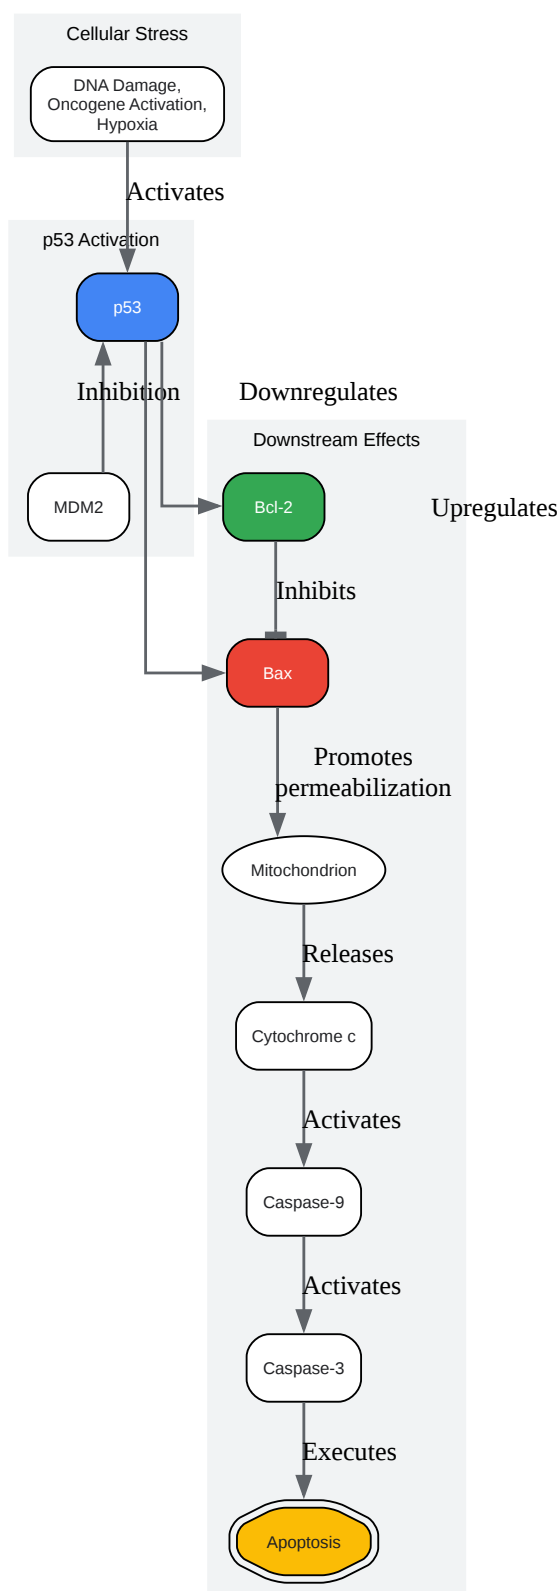 Cellular Stress
DNA Damage,
Oncogene Activation,
Hypoxia
Activates
p53 Activation
p53
Inhibition
Downregulates
Downstream Effects
MDM2
Bcl-2
Upregulates
Inhibits
Bax
Promotes
permeabilization
Mitochondrion
Releases
Cytochrome c
Activates
Caspase-9
Activates
Caspase-3
Executes
Apoptosis